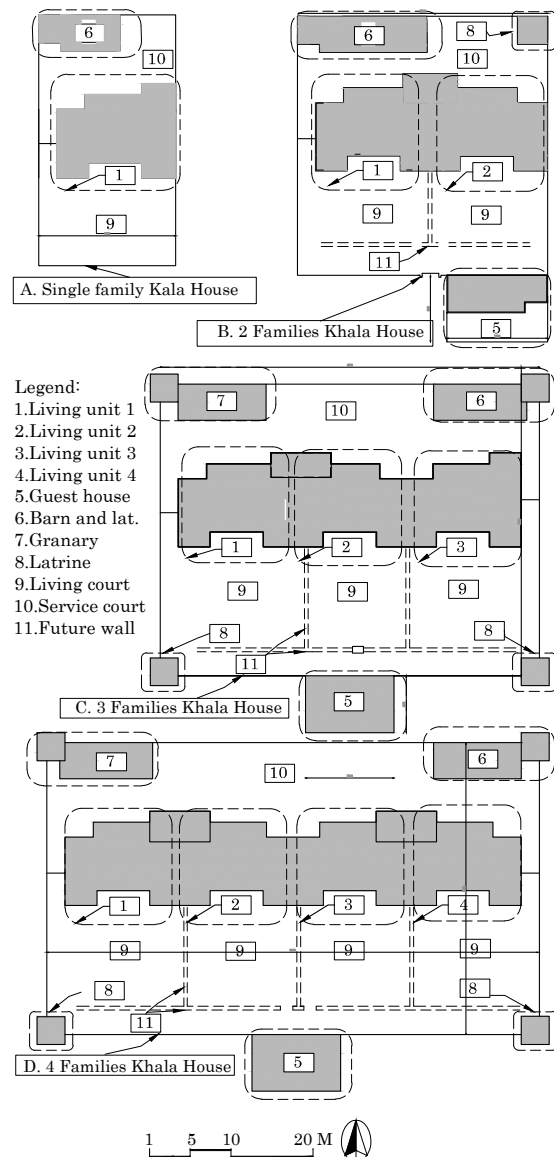 6
8
10
10
6
1
1
2
9
9
9
11
A. Single family Kala House
B. 2 Families Khala House
5
Legend:
1.Living unit 1
2.Living unit 2
3.Living unit 3
4.Living unit 4
5.Guest house
6.Barn and lat.
7.Granary
8.Latrine
9.Living court
10.Service court
11.Future wall
7
10
6
1
2
3
9
9
9
8
8
11
C. 3 Families Khala House
5
7
10
6
1
2
3
4
9
9
9
9
8
8
11
D. 4 Families Khala House
5
1 5 10 20 M